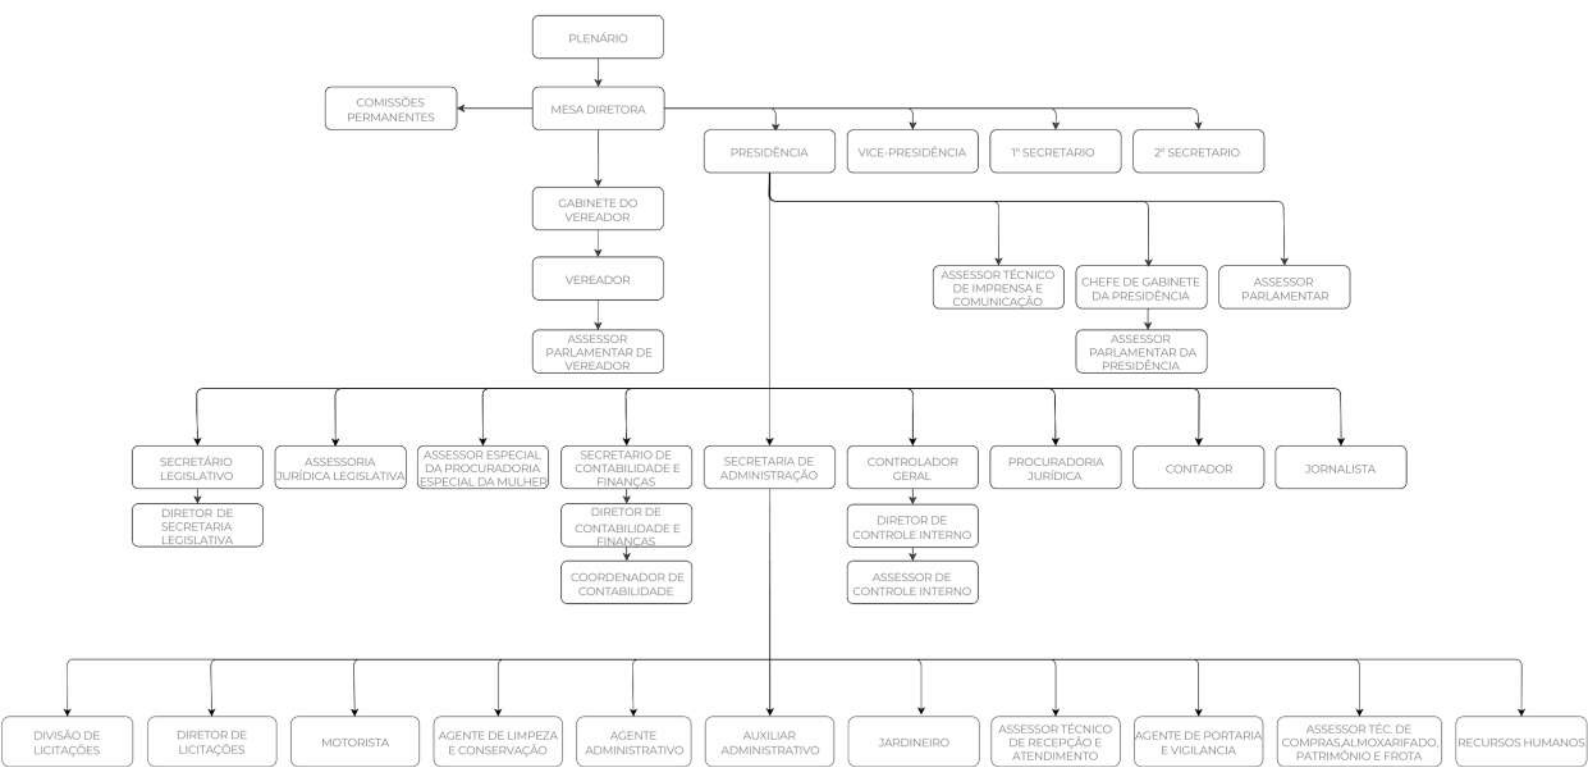 PLENÁRIO
COMISSÕES
PERMANENTES
MESA DIRETORA
PRESIDÊNCIA
VICE-PRESIDÊNCIA
1º SECRETARIO
2º SECRETARIO
GABINETE DO
VEREADOR
VEREADOR
ASSESSOR TÉCNICO
DE IMPRENSA E
COMUNICAÇÃO
CHEFE DE GABINETE
DA PRESIDÊNCIA
ASSESSOR
PARLAMENTAR
ASSESSOR
PARLAMENTAR DE
VEREADOR
ASSESSOR
PARLAMENTAR DA
PRESIDÊNCIA
SECRETÁRIO
LEGISLATIVO
ASSESSORIA
JURÍDICA LEGISLATIVA
ASSESSOR ESPECIAL
DA PROCURADORIA
ESPECIAL DA MULHER
SECRETARIO DE
CONTABILIDADE E
FINANÇAS
SECRETARIA DE
ADMINISTRAÇÃO
CONTROLADOR
GERAL
PROCURADORIA
JURÍDICA
CONTADOR
JORNALISTA
DIRETOR DE
SECRETARIA
LEGISLATIVA
DIRETOR DE
CONTABILIDADE E
FINANÇAS
DIRETOR DE
CONTROLE INTERNO
COORDENADOR DE
CONTABILIDADE
ASSESSOR DE
CONTROLE INTERNO
DIVISÃO DE
LICITAÇÕES
DIRETOR DE
LICITAÇÕES
MOTORISTA
AGENTE DE LIMPEZA
E CONSERVAÇÃO
AGENTE
ADMINISTRATIVO
AUXILIAR
ADMINISTRATIVO
JARDINEIRO
ASSESSOR TÉCNICO
DE RECEPÇÃO E
ATENDIMENTO
AGENTE DE PORTARIA
E VIGILANCIA
ASSESSOR TÉC. DE
COMPRAS,ALMOXARIFADO,
PATRIMÔNIO E FROTA
RECURSOS HUMANOS